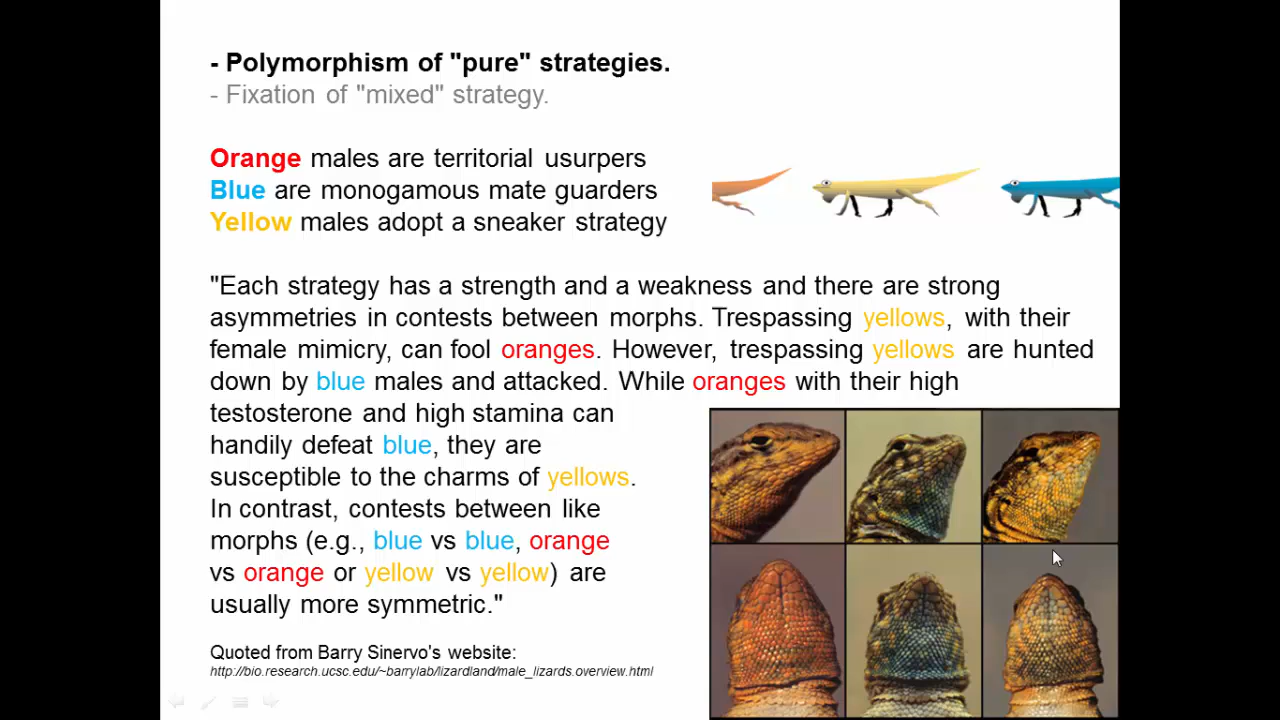 - Polymorphism of "pure" strategies.
- Fixation of "mixed" strategy.
Orange males are territorial usurpers
Blue are monogamous mate guarders
Yellow males adopt a sneaker strategy
"Each strategy has a strength and a weakness and there are strong
asymmetries in contests between morphs. Trespassing yellows, with their
female mimicry, can fool oranges. However, trespassing yellows are hunted
down by blue males and attacked. While oranges with their high
testosterone and high stamina can
handily defeat blue, they are
susceptible to the charms of yellows.
In contrast, contests between like
morphs (e.g., blue vs blue, orange
vs orange or yellow vs yellow) are
usually more symmetric."
Quoted from Barry Sinervo's website:
http://bio.research.ucsc.edu/~barrylab/lizardland/male_lizards.overview.html